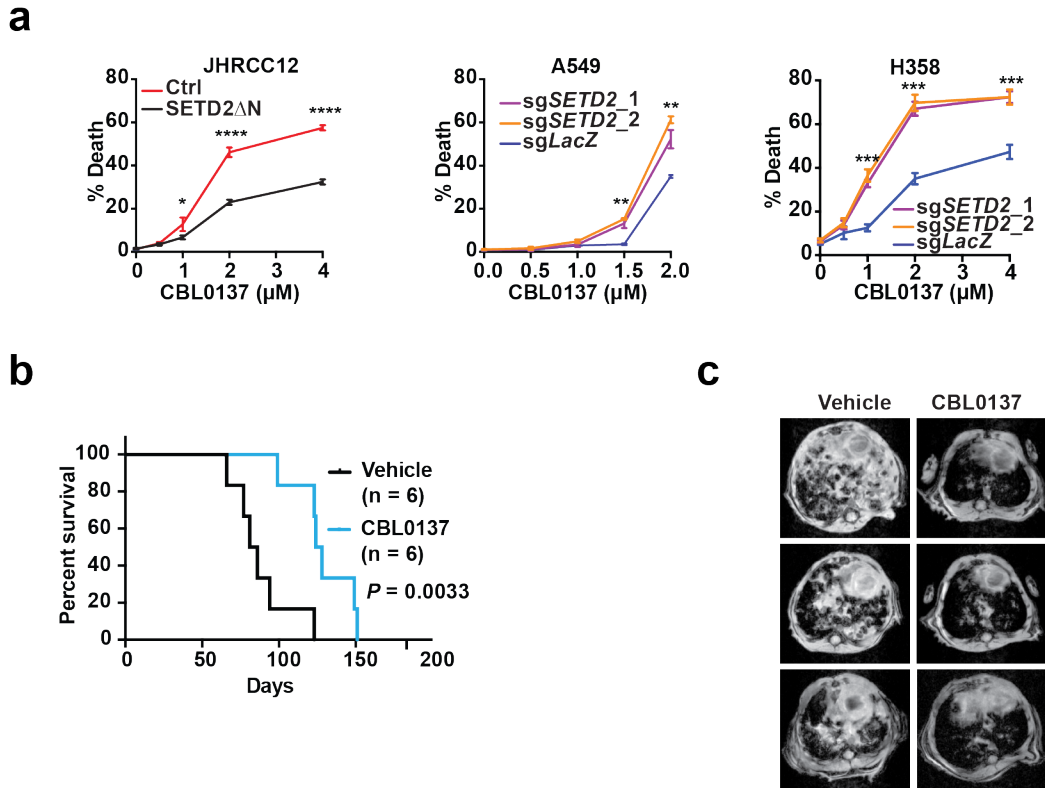 a
JHRCC12
80
60
40
20
0
% Death
Ctrl
SETD2ΔN
*
****
****
0 1 2 3 4
CBL0137 (µM)
A549
80
60
40
20
0
% Death
sgSETD2_1
sgSETD2_2
sgLacZ
**
**
0.0 0.5 1.0 1.5 2.0
CBL0137 (µM)
H358
80
60
40
20
0
% Death
***
***
***
sgSETD2_1
sgSETD2_2
sgLacZ
0 1 2 3 4
CBL0137 (µM)
b
100
80
60
40
20
0
Percent survival
Vehicle
(n = 6)
CBL0137
(n = 6)
P = 0.0033
0 50 100 150 200
Days
c
Vehicle CBL0137